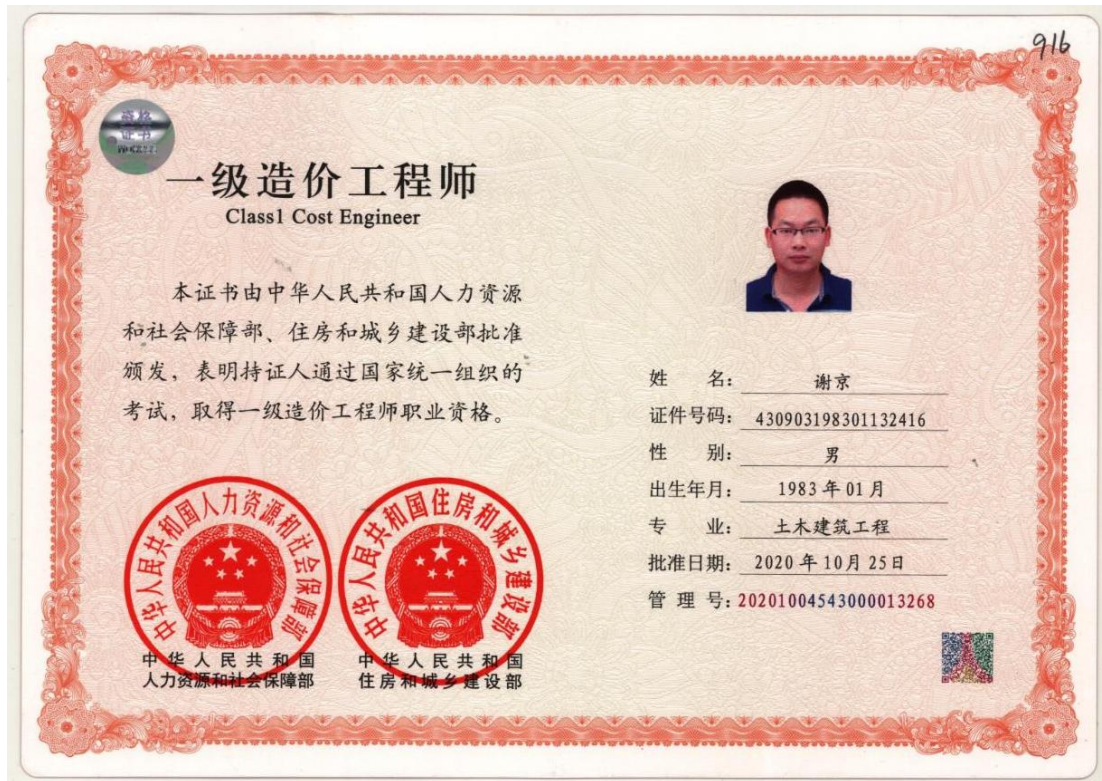 916
资格
证书
一级造价工程师
Class1 Cost Engineer
本证书由中华人民共和国人力资源
和社会保障部、住房和城乡建设部批准
颁发，表明持证人通过国家统一组织的
考试，取得一级造价工程师职业资格。
姓 名：谢京
证件号码：430903198301132416
性 别：男
出生年月：1983年01月
专 业：土木建筑工程
批准日期：2020年10月25日
管 理 号：20201004543000013268
中华人民共和国人力资源和社会保障部
中华人民共和国住房和城乡建设部
中华人民共和国
人力资源和社会保障部
中华人民共和国
住房和城乡建设部